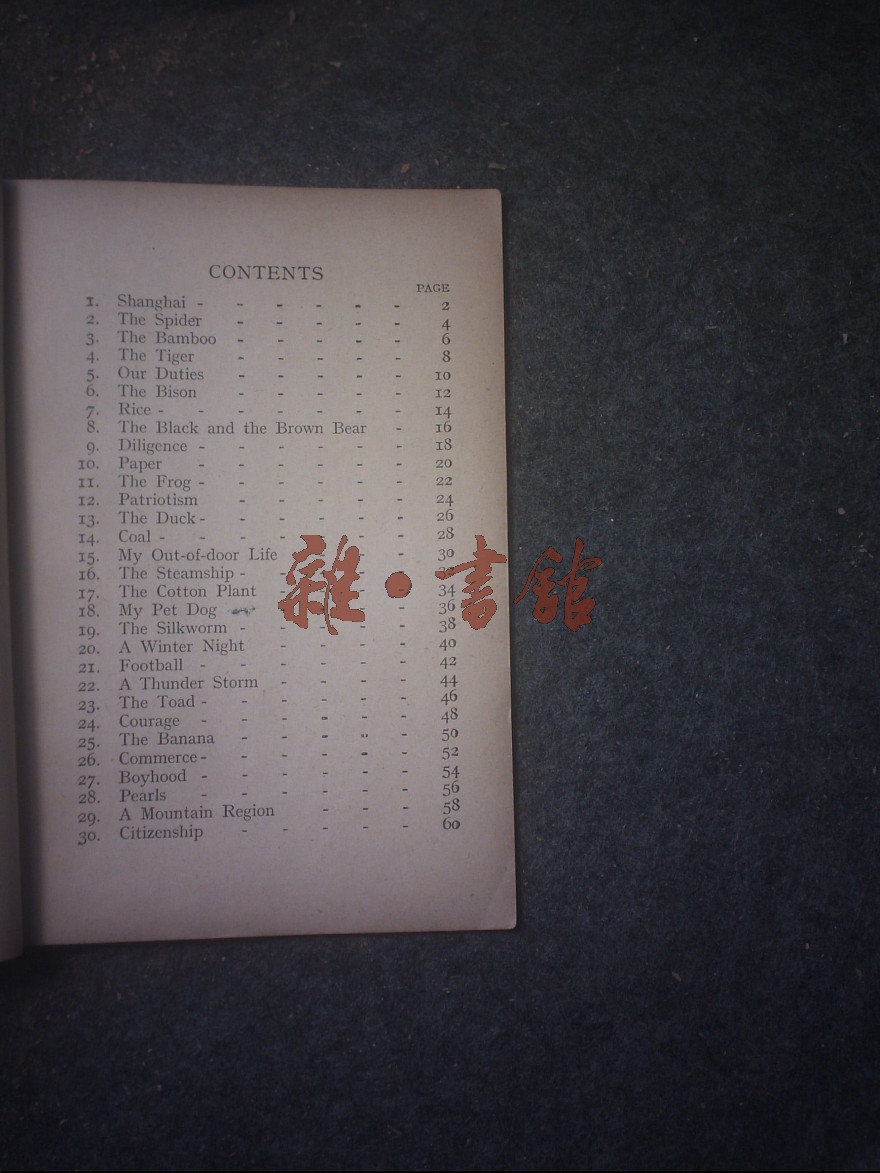 CONTENTS
PAGE
1. Shanghai - - - - - - 2
2. The Spider - - - - - 4
3. The Bamboo - - - - - 6
4. The Tiger - - - - - 8
5. Our Duties - - - - - 10
6. The Bison - - - - - 12
7. Rice - - - - - - - 14
8. The Black and the Brown Bear - 16
9. Diligence - - - - - - 18
10. Paper - - - - - - 20
11. The Frog - - - - - - 22
12. Patriotism - - - - - 24
13. The Duck - - - - - - 26
14. Coal - - - - - - - 28
15. My Out-of-door Life - - - 30
16. The Steamship - - - - -
17. The Cotton Plant - - - 34
18. My Pet Dog - - - - 36
19. The Silkworm - - - - - 38
20. A Winter Night - - - - 40
21. Football - - - - - - 42
22. A Thunder Storm - - - - 44
23. The Toad - - - - - - 46
24. Courage - - - - - - 48
25. The Banana - - - - - 50
26. Commerce - - - - - - 52
27. Boyhood - - - - - - 54
28. Pearls - - - - - - 56
29. A Mountain Region - - - 58
30. Citizenship - - - - - 60
雜·書館